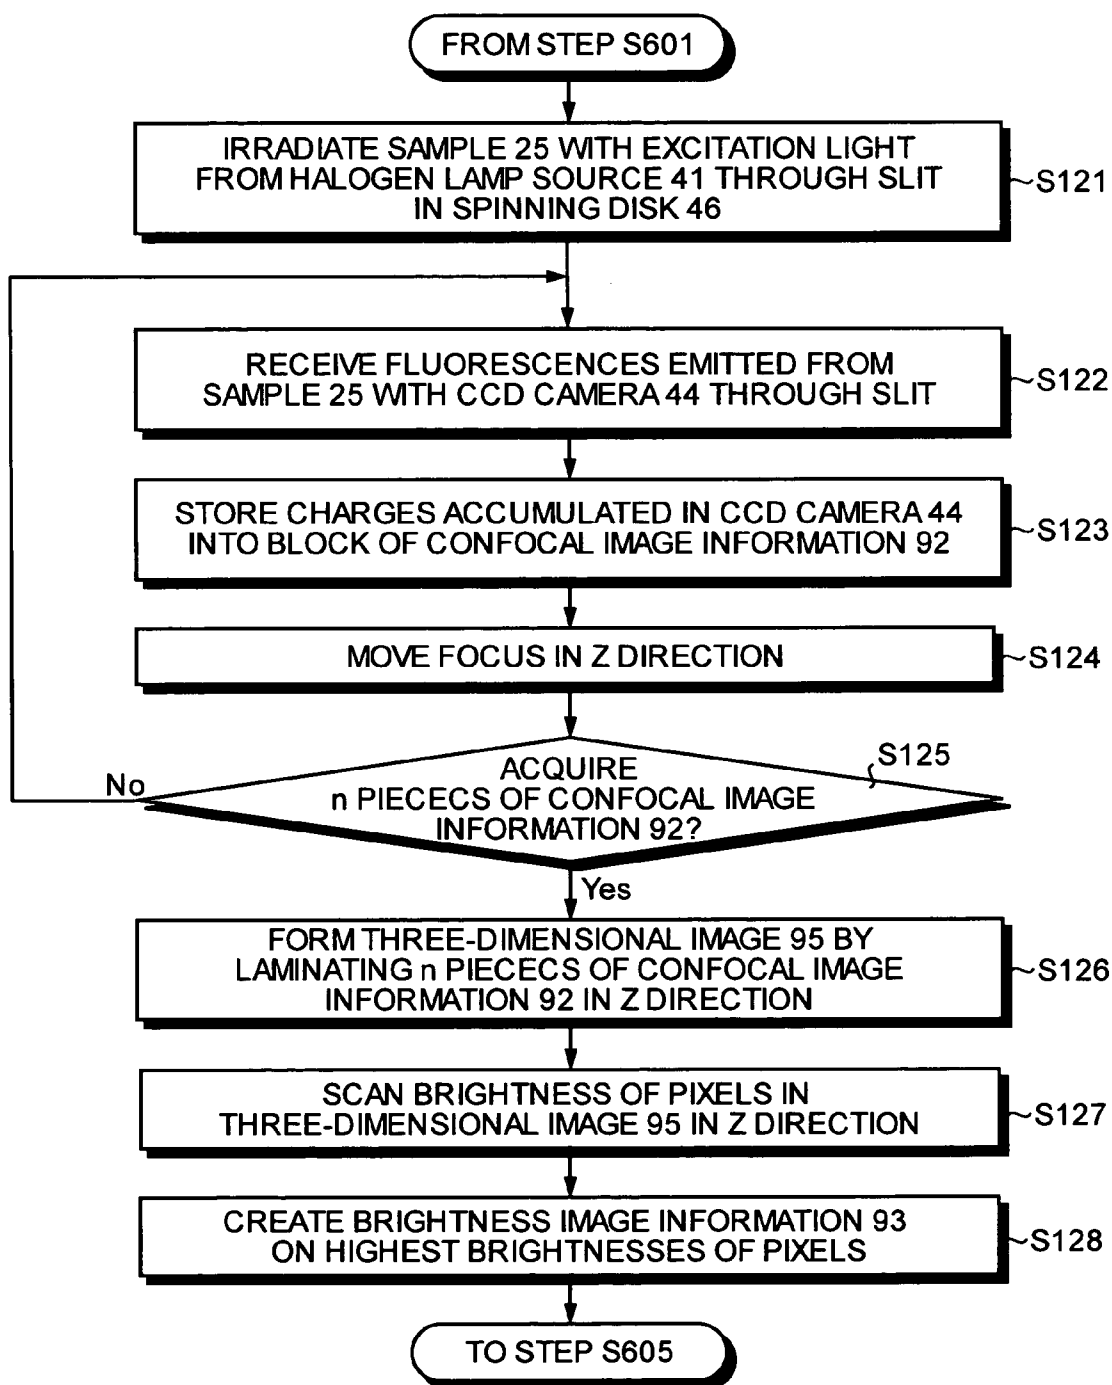 FROM STEP S601
IRRADIATE SAMPLE 25 WITH EXCITATION LIGHT
FROM HALOGEN LAMP SOURCE 41 THROUGH SLIT
IN SPINNING DISK 46
S121
RECEIVE FLUORESCENCES EMITTED FROM
SAMPLE 25 WITH CCD CAMERA 44 THROUGH SLIT
S122
STORE CHARGES ACCUMULATED IN CCD CAMERA 44
INTO BLOCK OF CONFOCAL IMAGE INFORMATION 92
S123
MOVE FOCUS IN Z DIRECTION
S124
ACQUIRE
n PIECECS OF CONFOCAL IMAGE
INFORMATION 92?
S125
No
Yes
FORM THREE-DIMENSIONAL IMAGE 95 BY
LAMINATING n PIECECS OF CONFOCAL IMAGE
INFORMATION 92 IN Z DIRECTION
S126
SCAN BRIGHTNESS OF PIXELS IN
THREE-DIMENSIONAL IMAGE 95 IN Z DIRECTION
S127
CREATE BRIGHTNESS IMAGE INFORMATION 93
ON HIGHEST BRIGHTNESSES OF PIXELS
S128
TO STEP S605